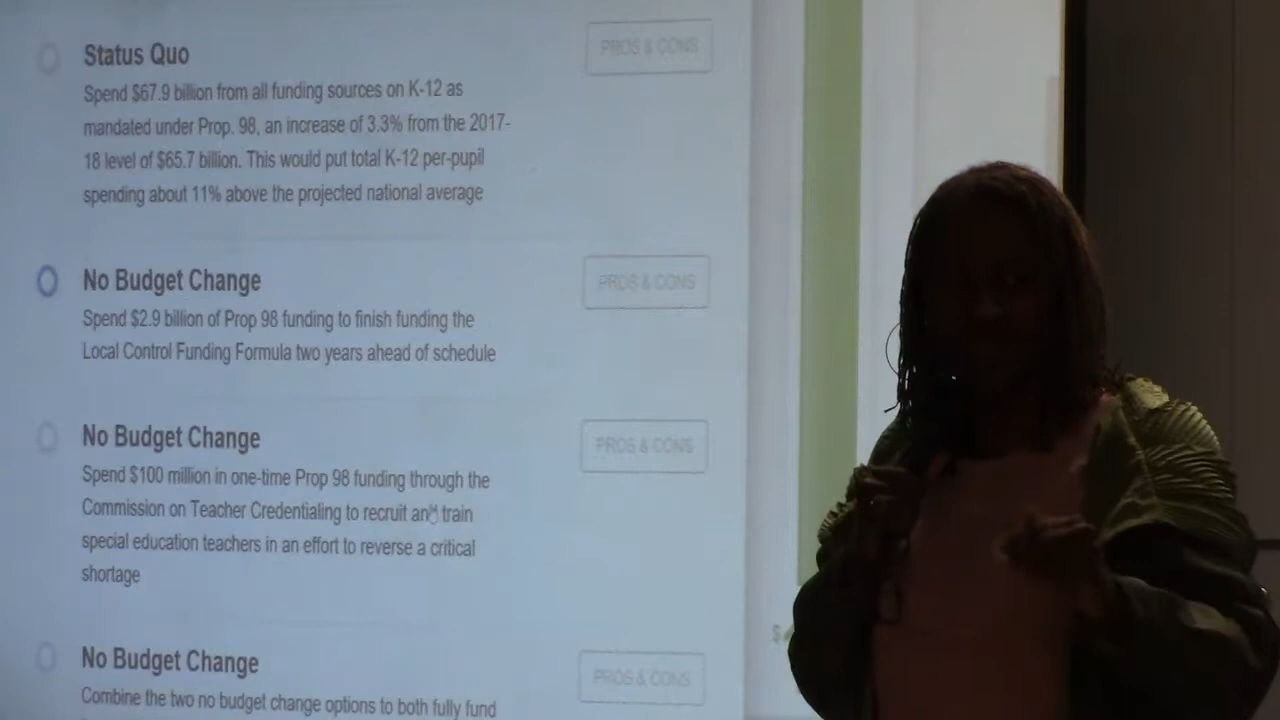 Status Quo
PROS & CONS
Spend $67.9 billion from all funding sources on K-12 as
mandated under Prop. 98, an increase of 3.3% from the 2017-
18 level of $65.7 billion. This would put total K-12 per-pupil
spending about 11% above the projected national average
No Budget Change
PROS & CONS
Spend $2.9 billion of Prop 98 funding to finish funding the
Local Control Funding Formula two years ahead of schedule
No Budget Change
PROS & CONS
Spend $100 million in one-time Prop 98 funding through the
Commission on Teacher Credentialing to recruit and train
special education teachers in an effort to reverse a critical
shortage
No Budget Change
PROS & CONS
Combine the two no budget change options to both fully fund
$